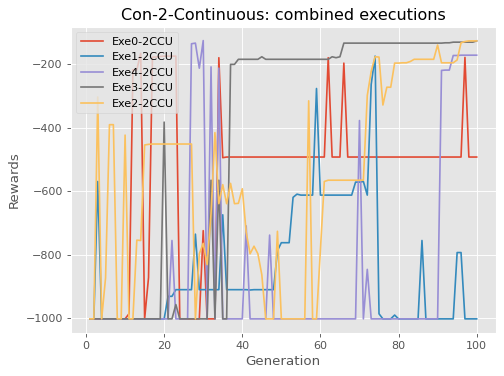 Con-2-Continuous: combined executions
Exe0-2CCU
Exe1-2CCU
Exe4-2CCU
Exe3-2CCU
Exe2-2CCU
Rewards
−200
−400
−600
−800
−1000
0 20 40 60 80 100
Generation